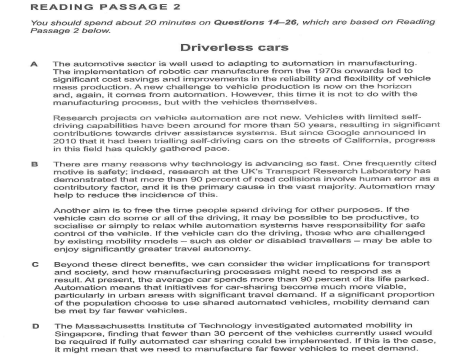 READING PASSAGE 2
You should spend about 20 minutes on Questions 14–26, which are based on Reading
Passage 2 below.
Driverless cars
A The automotive sector is well used to adapting to automation in manufacturing.
The implementation of robotic car manufacture from the 1970s onwards led to
significant cost savings and improvements in the reliability and flexibility of vehicle
mass production. A new challenge to vehicle production is now on the horizon
and, again, it comes from automation. However, this time it is not to do with the
manufacturing process, but with the vehicles themselves.
Research projects on vehicle automation are not new. Vehicles with limited self-
driving capabilities have been around for more than 50 years, resulting in significant
contributions towards driver assistance systems. But since Google announced in
2010 that it had been trialling self-driving cars on the streets of California, progress
in this field has quickly gathered pace.
B There are many reasons why technology is advancing so fast. One frequently cited
motive is safety; indeed, research at the UK's Transport Research Laboratory has
demonstrated that more than 90 percent of road collisions involve human error as a
contributory factor, and it is the primary cause in the vast majority. Automation may
help to reduce the incidence of this.
Another aim is to free the time people spend driving for other purposes. If the
vehicle can do some or all of the driving, it may be possible to be productive, to
socialise or simply to relax while automation systems have responsibility for safe
control of the vehicle. If the vehicle can do the driving, those who are challenged
by existing mobility models – such as older or disabled travellers – may be able to
enjoy significantly greater travel autonomy.
C Beyond these direct benefits, we can consider the wider implications for transport
and society, and how manufacturing processes might need to respond as a
result. At present, the average car spends more than 90 percent of its life parked.
Automation means that initiatives for car-sharing become much more viable,
particularly in urban areas with significant travel demand. If a significant proportion
of the population choose to use shared automated vehicles, mobility demand can
be met by far fewer vehicles.
D The Massachusetts Institute of Technology investigated automated mobility in
Singapore, finding that fewer than 30 percent of the vehicles currently used would
be required if fully automated car sharing could be implemented. If this is the case,
it might mean that we need to manufacture far fewer vehicles to meet demand.